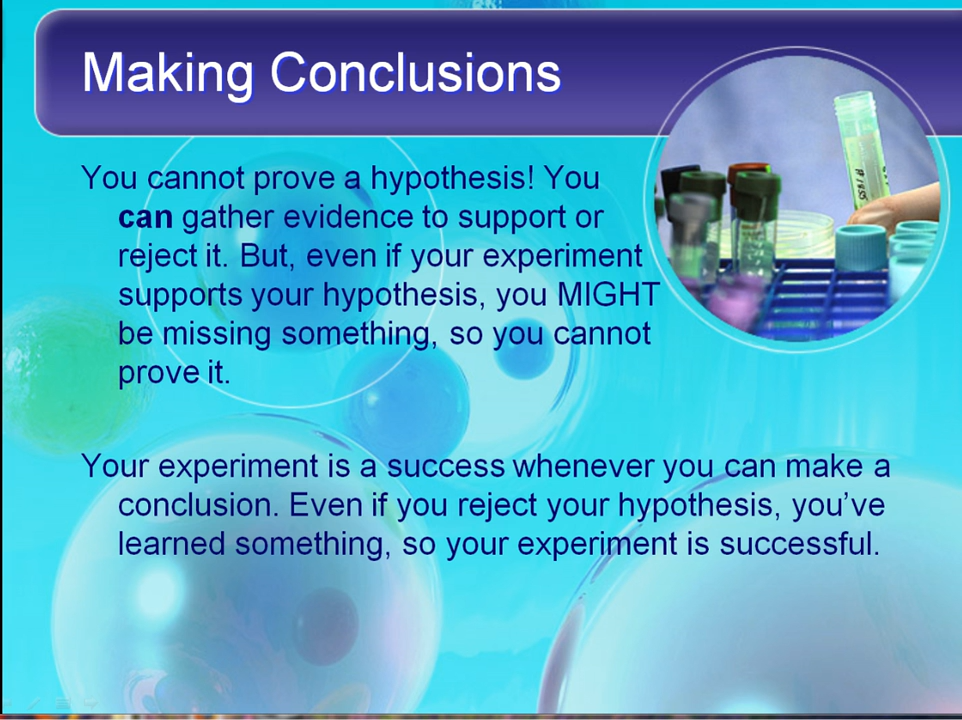 Making Conclusions
You cannot prove a hypothesis! You
can gather evidence to support or
reject it. But, even if your experiment
supports your hypothesis, you MIGHT
be missing something, so you cannot
prove it.
Your experiment is a success whenever you can make a
conclusion. Even if you reject your hypothesis, you’ve
learned something, so your experiment is successful.